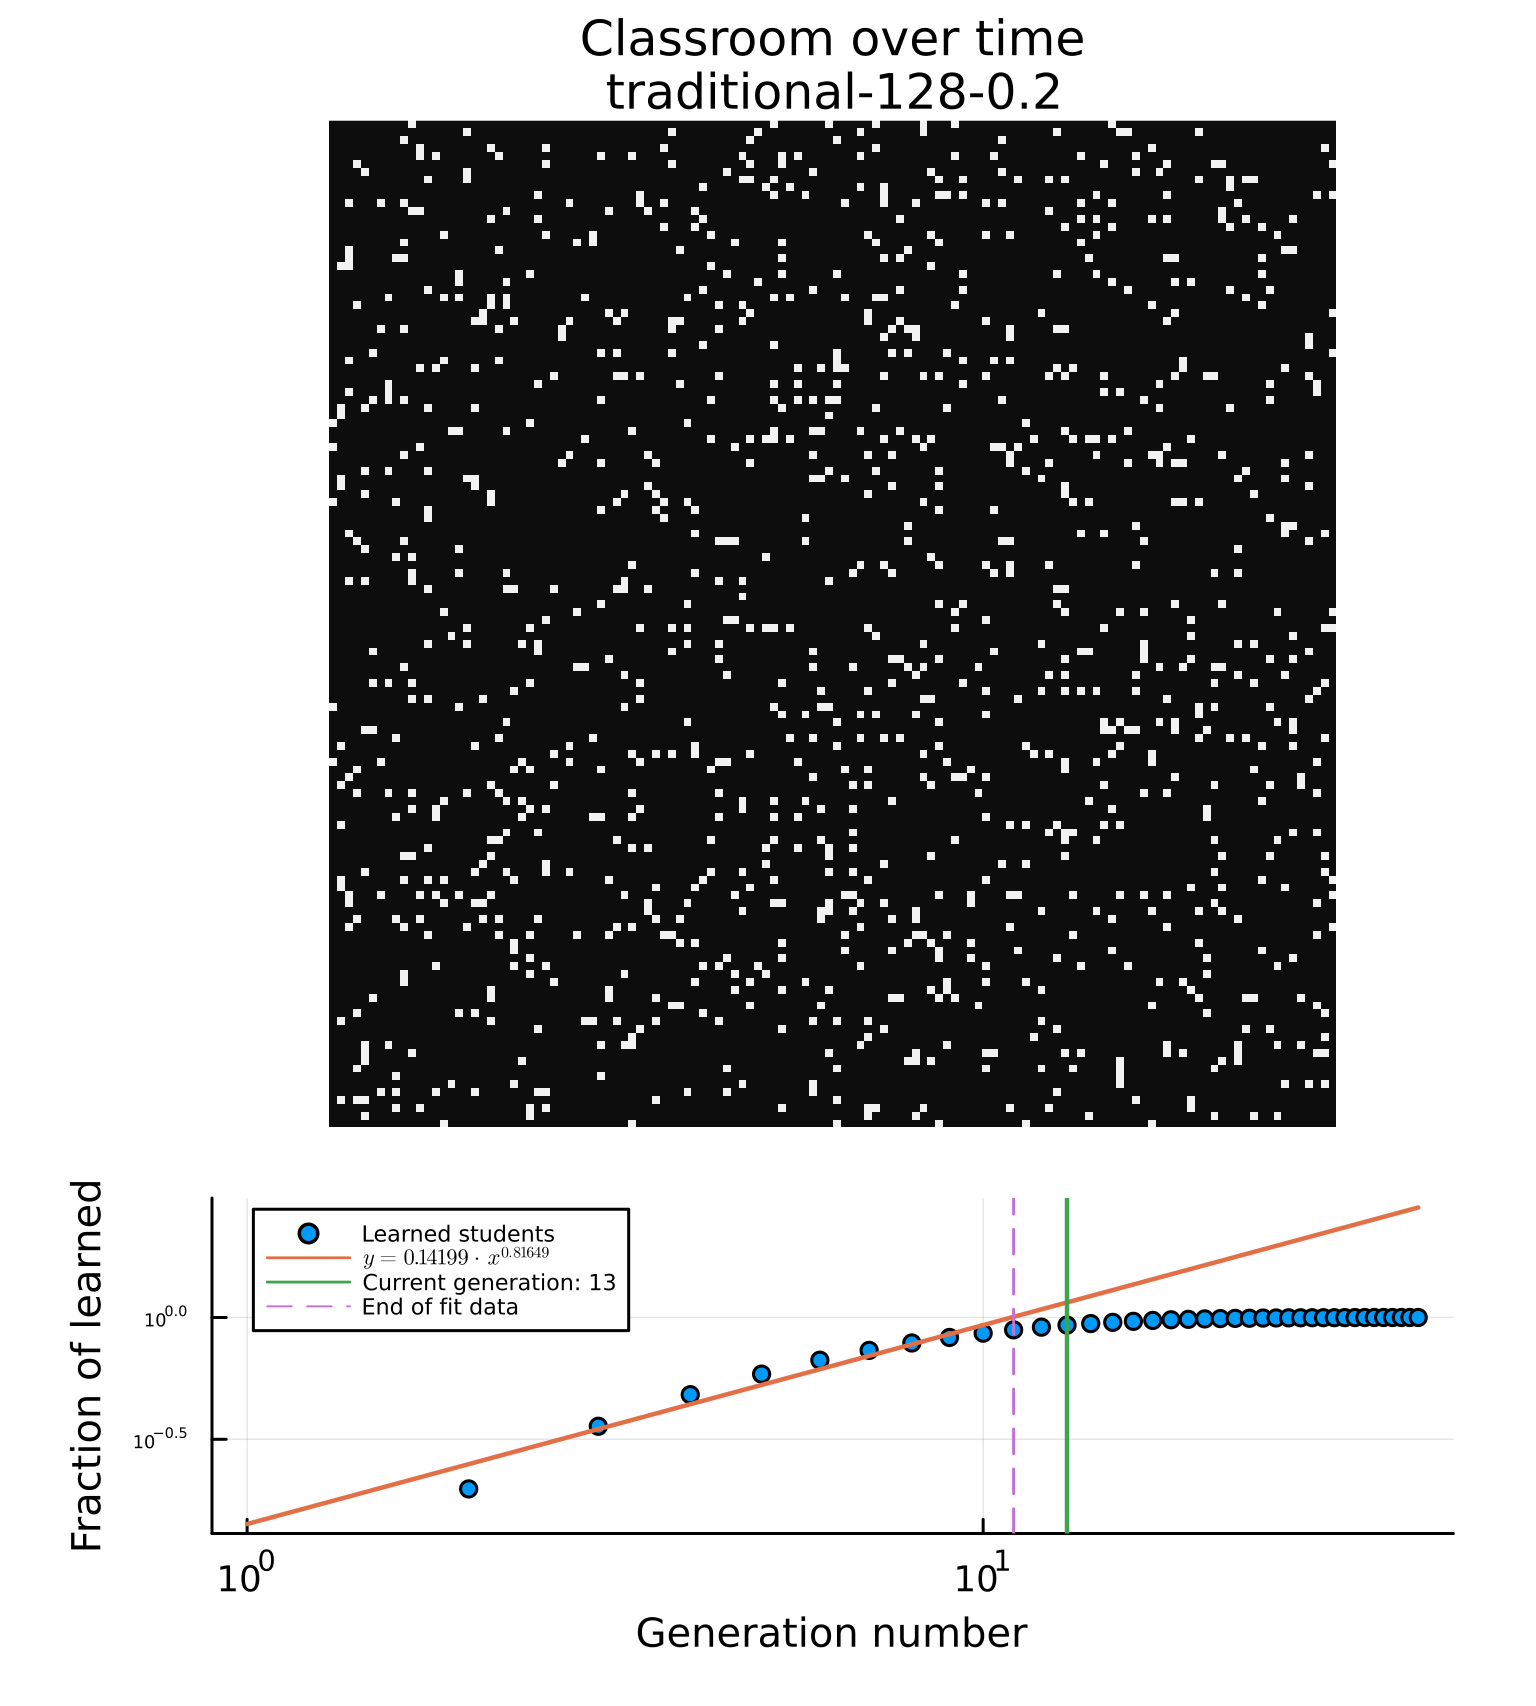 Classroom over time
traditional-128-0.2
Learned students
y = 0.14199 · x^0.81649
Current generation: 13
End of fit data
Fraction of learned
10^0.0
10^−0.5
10^0
10^1
Generation number